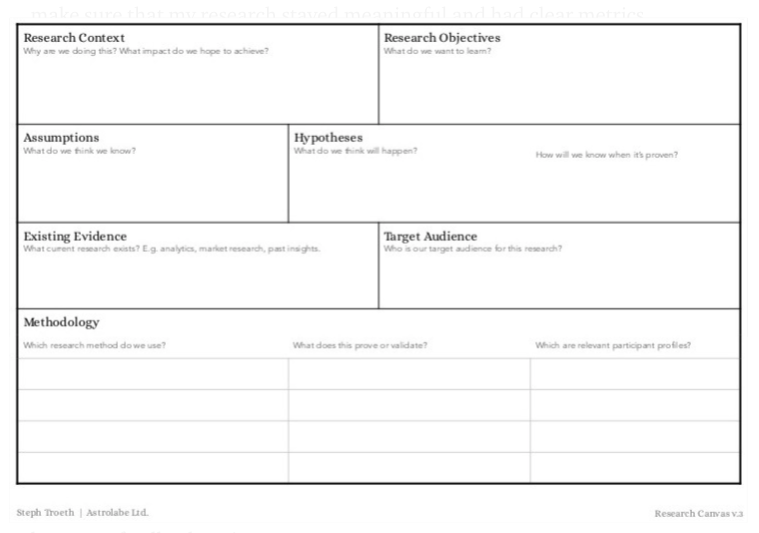 make sure that my research stayed meaningful and had clear metrics
Research Context
Why are we doing this? What impact do we hope to achieve?
Research Objectives
What do we want to learn?
Assumptions
What do we think we know?
Hypotheses
What do we think will happen?
How will we know when it's proven?
Existing Evidence
What current research exists? E.g. analytics, market research, past insights.
Target Audience
Who is our target audience for this research?
Methodology
Which research method do we use?
What does this prove or validate?
Which are relevant participant profiles?
Steph Troeth | Astrolabe Ltd.
Research Canvas v.2